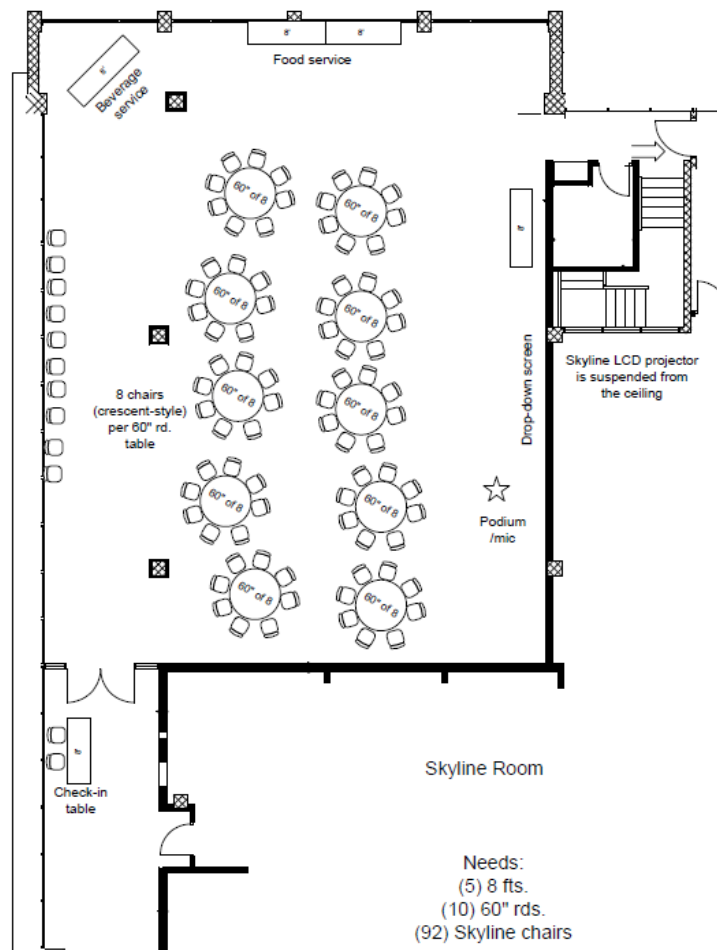 8'
8'
Food service
8'
Beverage
service
60" of 8
60" of 8
8'
60" of 8
60" of 8
Drop-down screen
Skyline LCD projector
is suspended from
the ceiling
8 chairs
(crescent-style)
per 60" rd.
table
60" of 8
60" of 8
60" of 8
60" of 8
Podium
/mic
60" of 8
60" of 8
8'
Check-in
table
Skyline Room
Needs:
(5) 8 fts.
(10) 60" rds.
(92) Skyline chairs